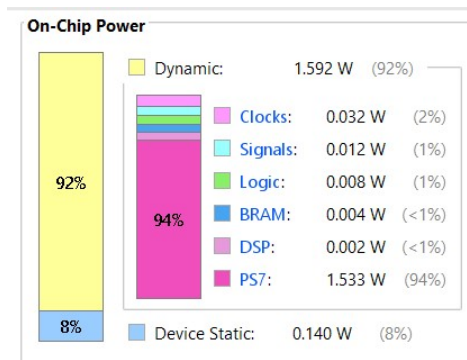 On-Chip Power
Dynamic: 1.592 W (92%)
92%
94%
Clocks: 0.032 W (2%)
Signals: 0.012 W (1%)
Logic: 0.008 W (1%)
BRAM: 0.004 W (<1%)
DSP: 0.002 W (<1%)
PS7: 1.533 W (94%)
8%
Device Static: 0.140 W (8%)